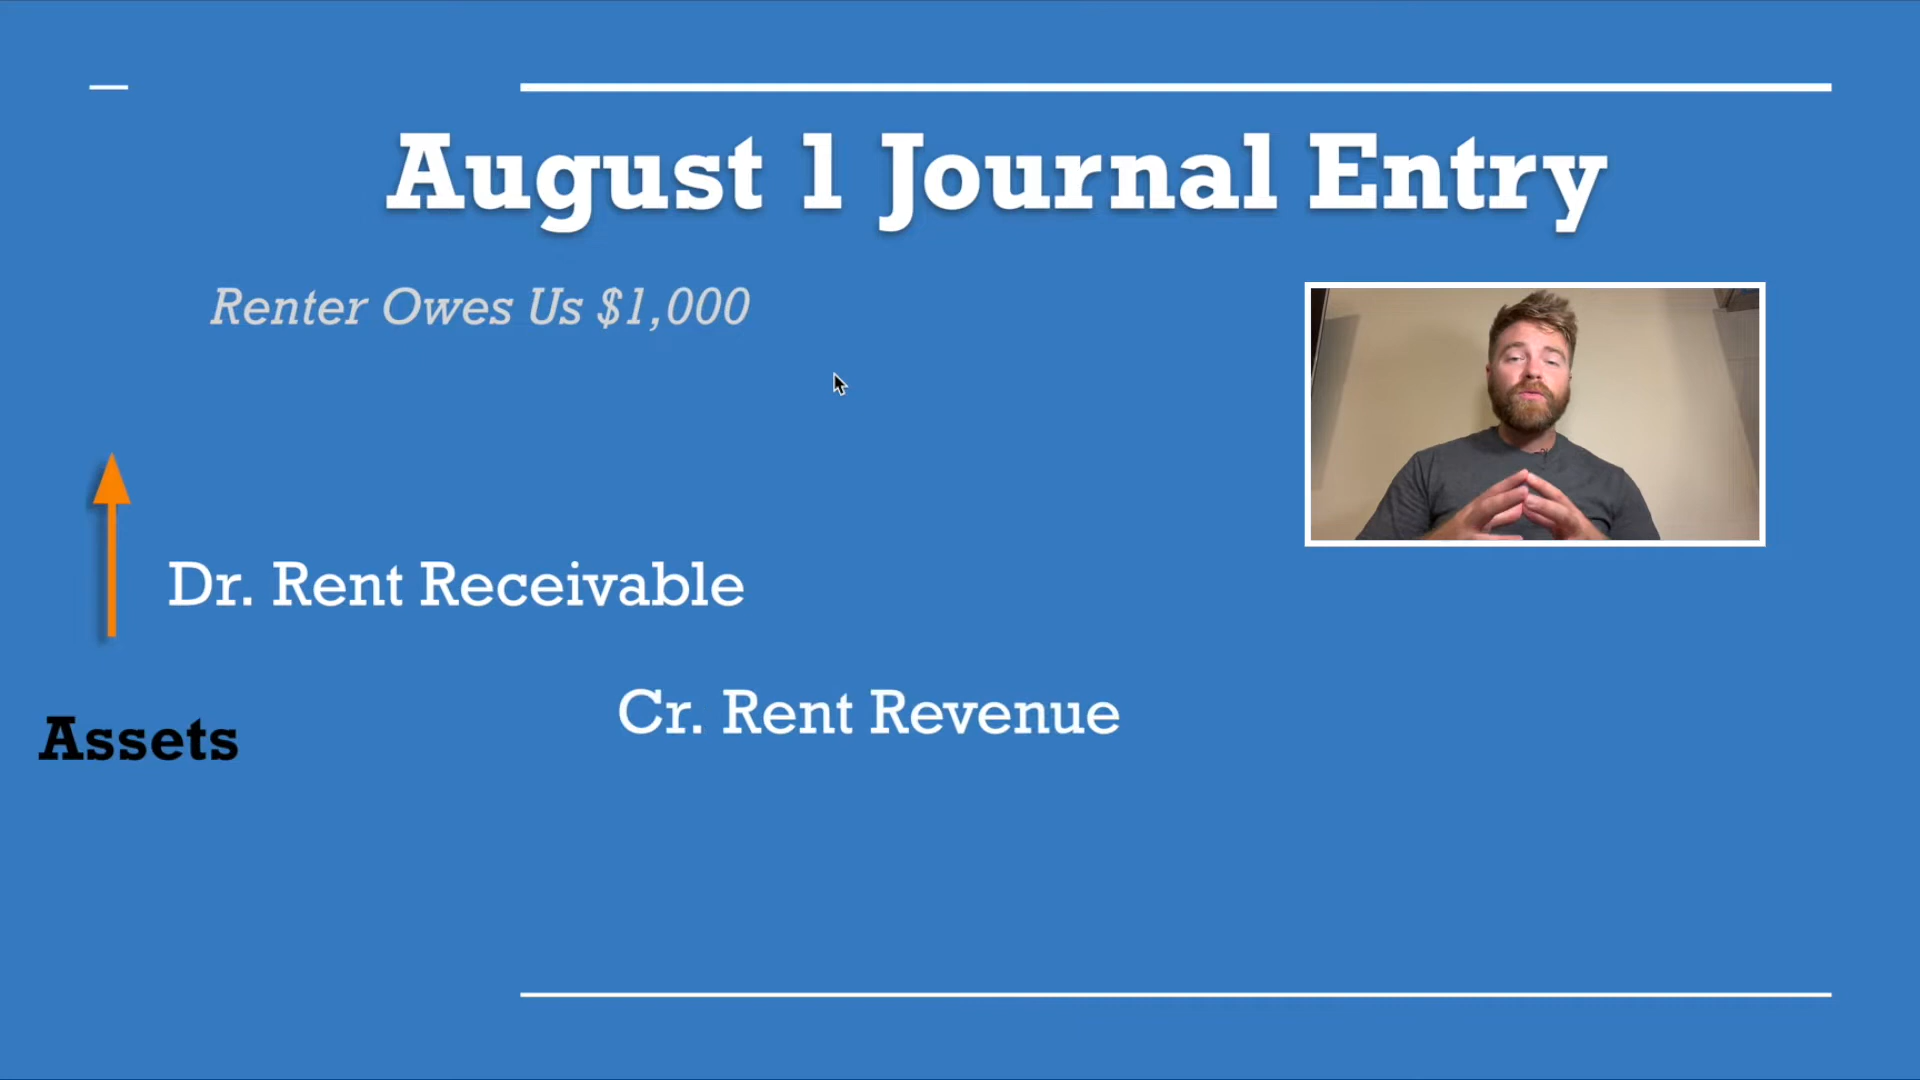 August 1 Journal Entry
Renter Owes Us $1,000
Dr. Rent Receivable
Cr. Rent Revenue
Assets